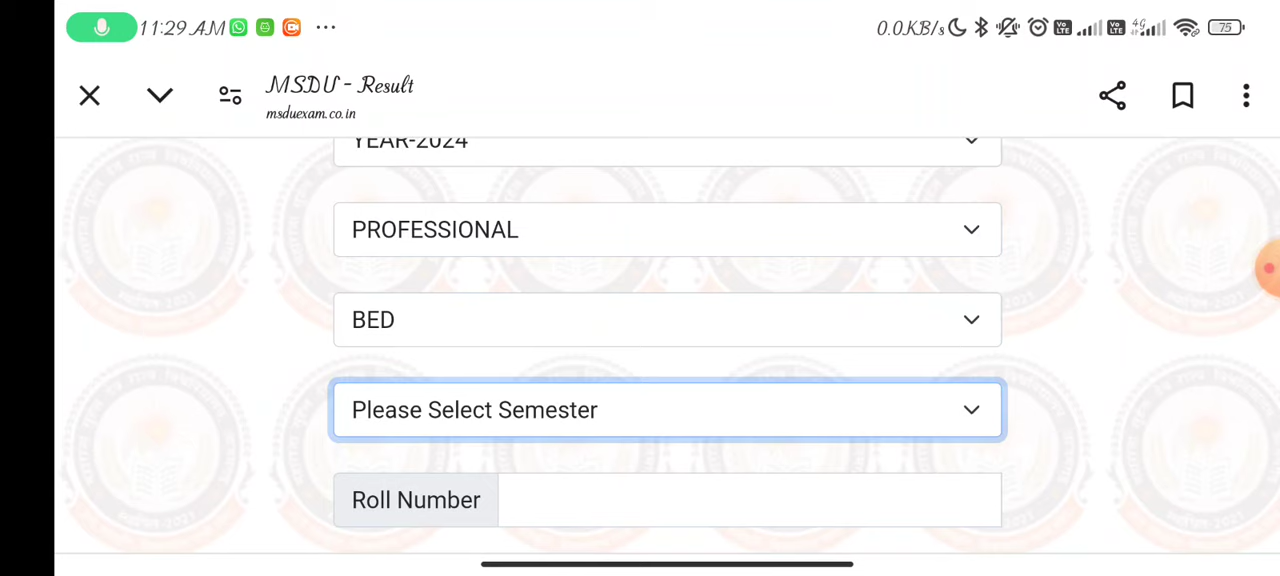 11:29 AM
0.0KB/s
4G
75
MSDU - Result
msduexam.co.in
YEAR-2024
PROFESSIONAL
BED
Please Select Semester
Roll Number